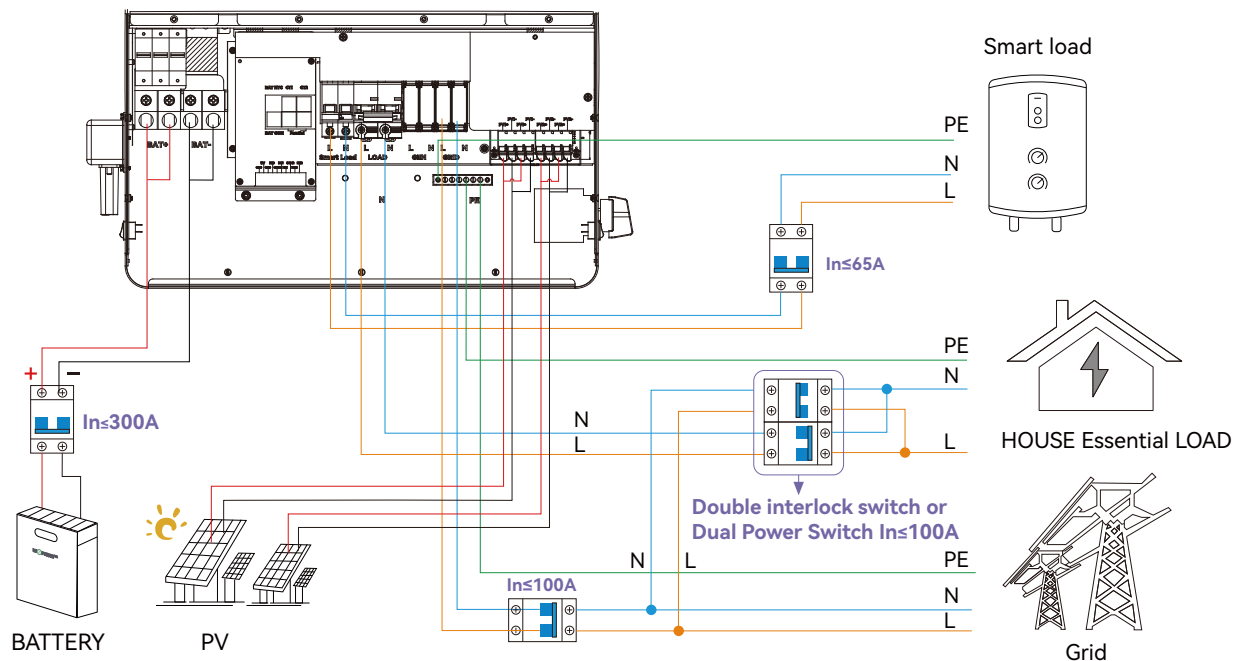 Smart load
PE
N
L
In≤65A
BAT+
BAT-
L N L N L N L N
Smart Load
LOAD
GEN
GRID
N
PE
PE
N
L
HOUSE Essential LOAD
+
−
In≤300A
N
L
Double interlock switch or
Dual Power Switch In≤100A
N
L
In≤100A
PE
N
L
BATTERY
PV
Grid